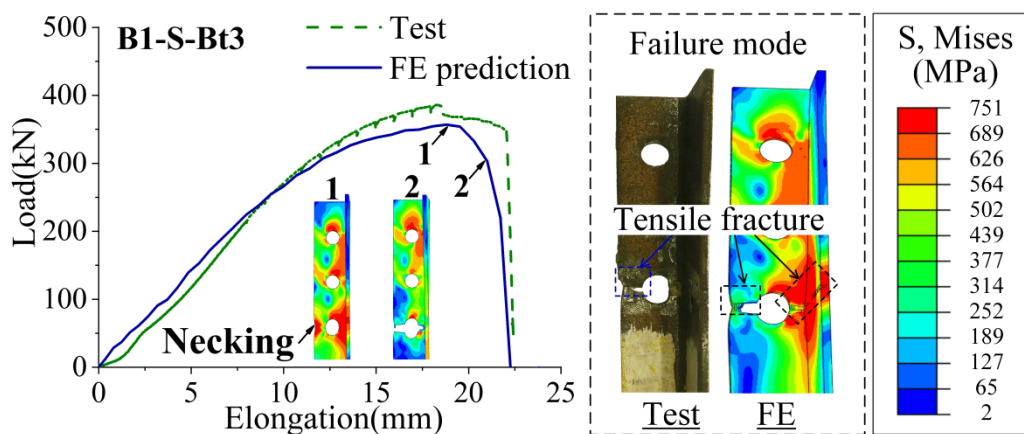 B1-S-Bt3
Test
FE prediction
Load(kN)
500
400
300
200
100
0
0
5
10
15
20
25
Elongation(mm)
1
2
1
2
Necking
Failure mode
Tensile fracture
Test
FE
S, Mises
(MPa)
751
689
626
564
502
439
377
314
252
189
127
65
2